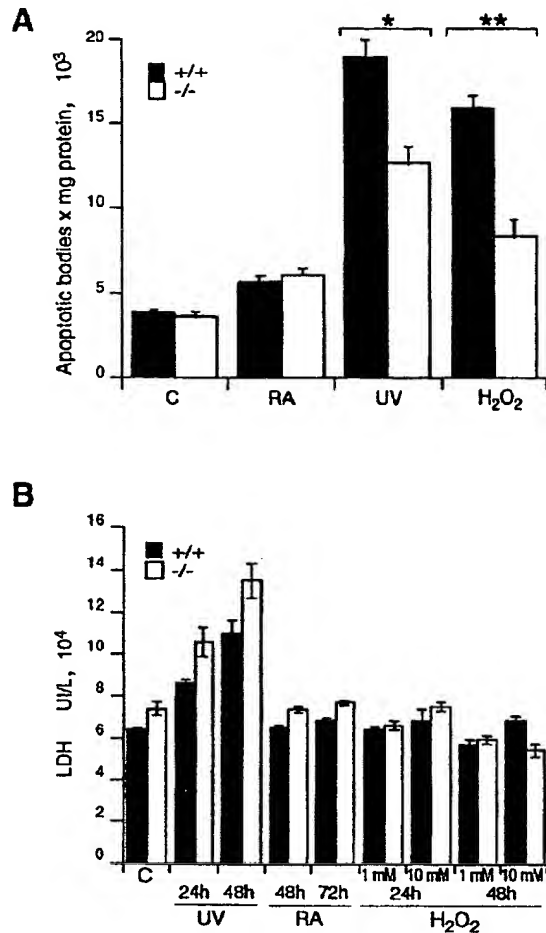 A
Apoptotic bodies x mg protein, 10³
20
15
10
5
0
+/+
-/-
*
**
C RA UV H₂O₂
B
LDH UI/L, 10⁴
16
14
12
10
8
6
4
2
0
+/+
-/-
C
1 mM 10 mM 1 mM 10 mM
24h 48h 48h 72h 24h 48h
UV RA H₂O₂